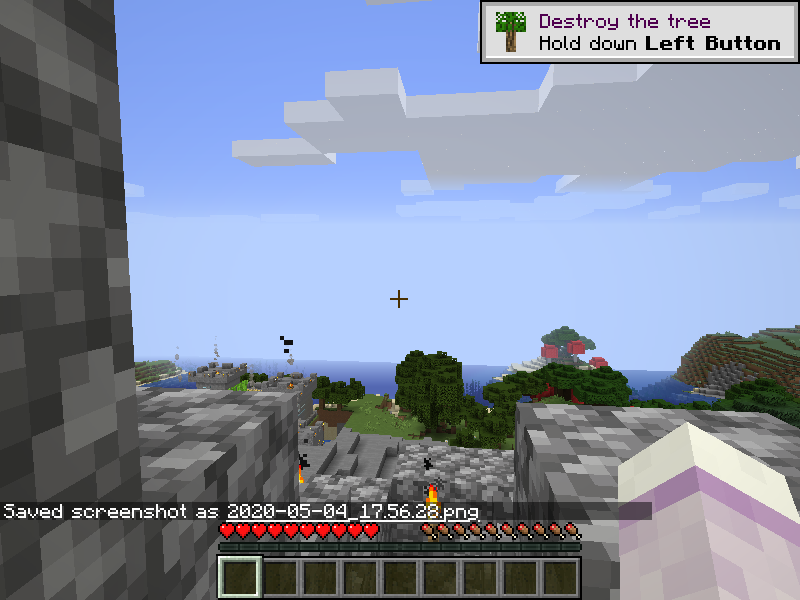 Destroy the tree
Hold down Left Button
Saved screenshot as 2020-05-04_17.56.28.png